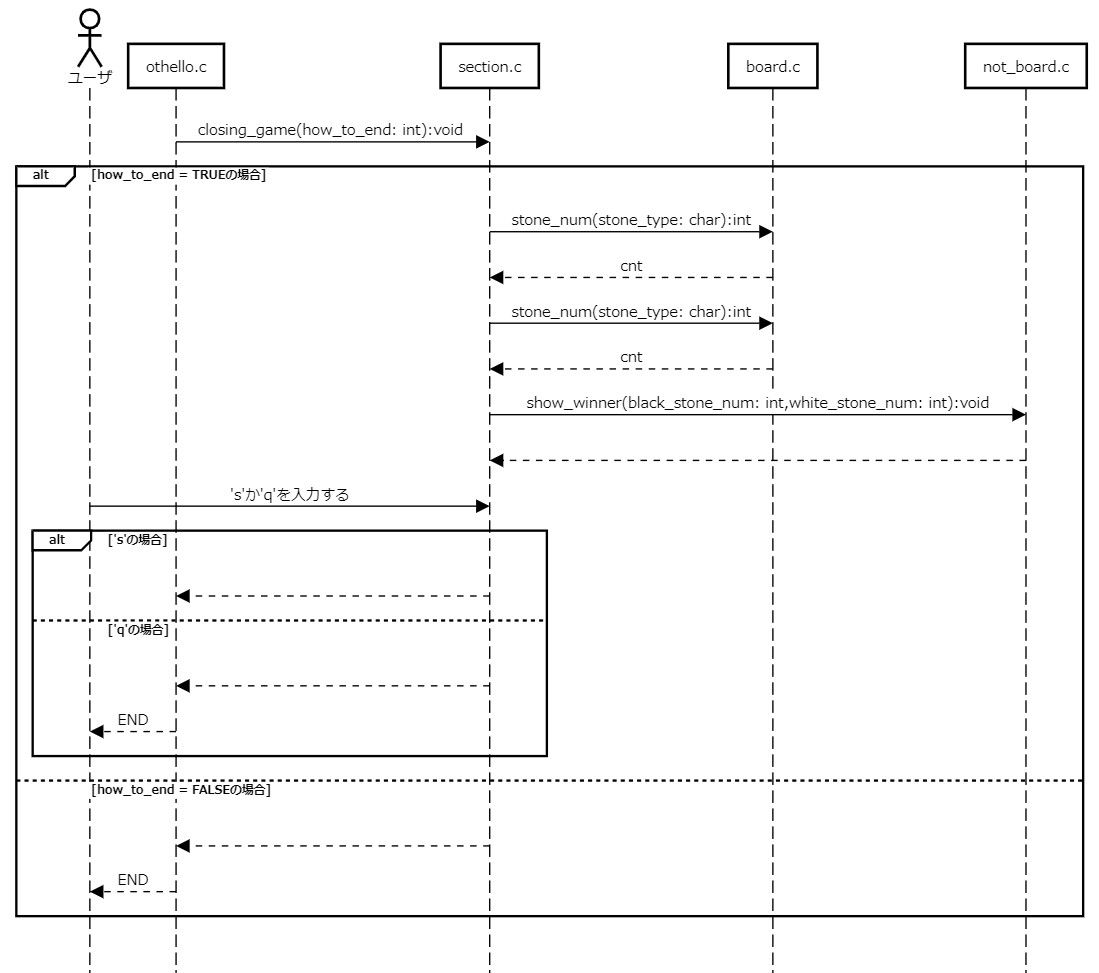 ユーザ
othello.c
section.c
board.c
not_board.c
closing_game(how_to_end: int):void
alt
[how_to_end = TRUEの場合]
stone_num(stone_type: char):int
cnt
stone_num(stone_type: char):int
cnt
show_winner(black_stone_num: int,white_stone_num: int):void
's'か'q'を入力する
alt
['s'の場合]
['q'の場合]
END
[how_to_end = FALSEの場合]
END